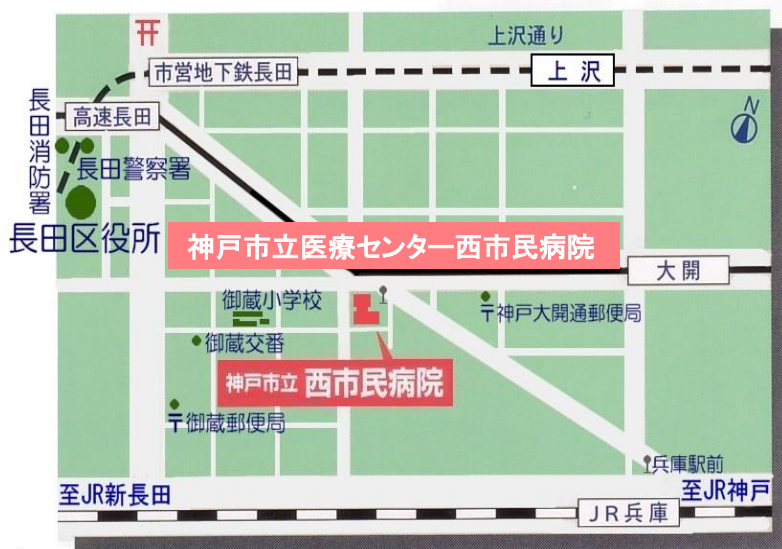 上沢通り
市営地下鉄長田
上沢
N
長田消防署
高速長田
長田警察署
長田区役所
神戸市立医療センター西市民病院
大開
御蔵小学校
〒神戸大開通郵便局
御蔵交番
神戸市立 西市民病院
〒御蔵郵便局
兵庫駅前
至JR新長田
至JR神戸
JR兵庫